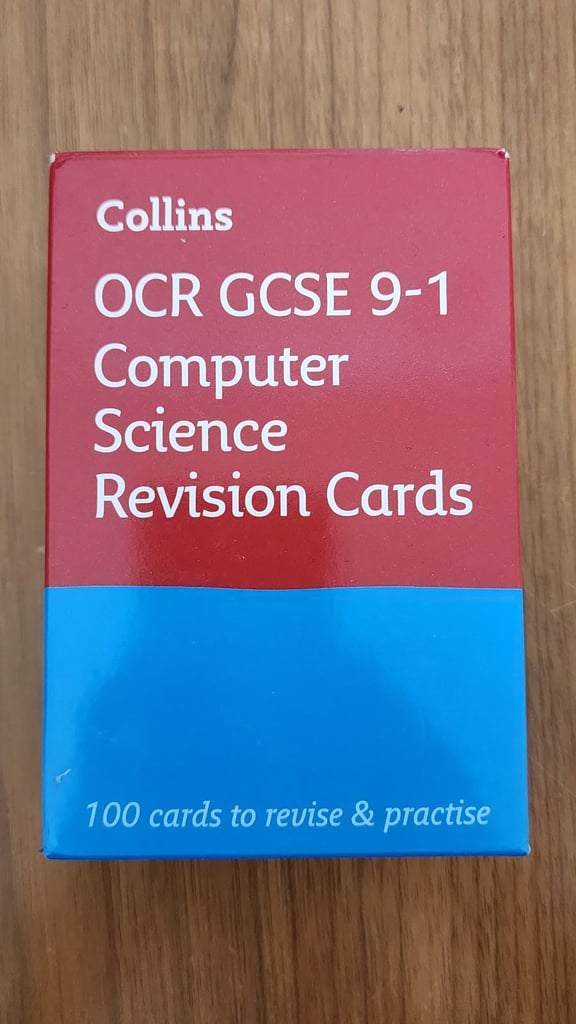 Collins
OCR GCSE 9-1
Computer
Science
Revision Cards
100 cards to revise & practise